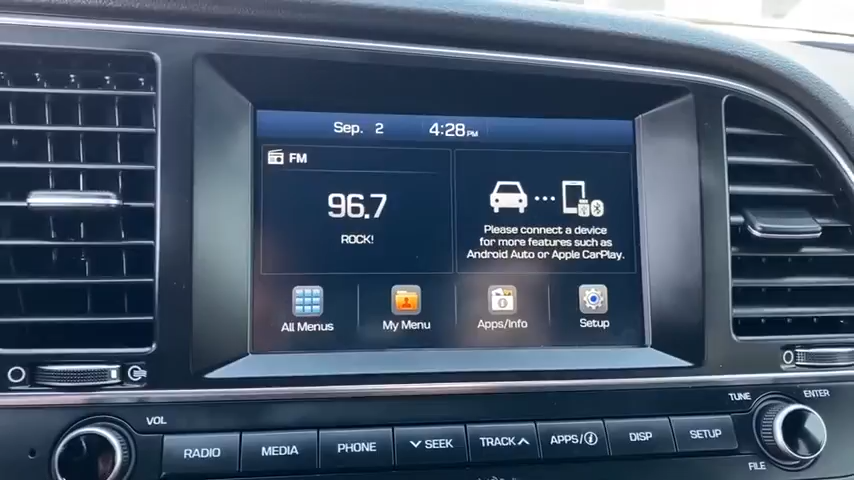 Sep. 2 4:28PM
FM
96.7
ROCK!
Please connect a device
for more features such as
Android Auto or Apple CarPlay.
All Menus My Menu Apps/Info Setup
VOL TUNE ENTER
RADIO MEDIA PHONE SEEK TRACK APPS/i DISP SETUP
FILE